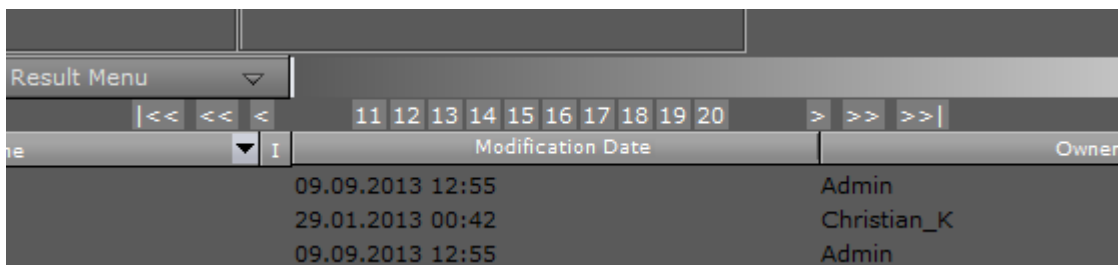 Result Menu
|<< << < 11 12 13 14 15 16 17 18 19 20 > >> >>|
I Modification Date Owner
09.09.2013 12:55 Admin
29.01.2013 00:42 Christian_K
09.09.2013 12:55 Admin